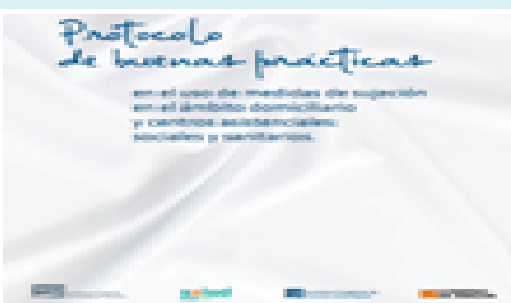 Protocolo
de buenas prácticas
en el uso de medidas de sujeción
en el ámbito domiciliario
y centros asistenciales:
sociales y sanitarios.